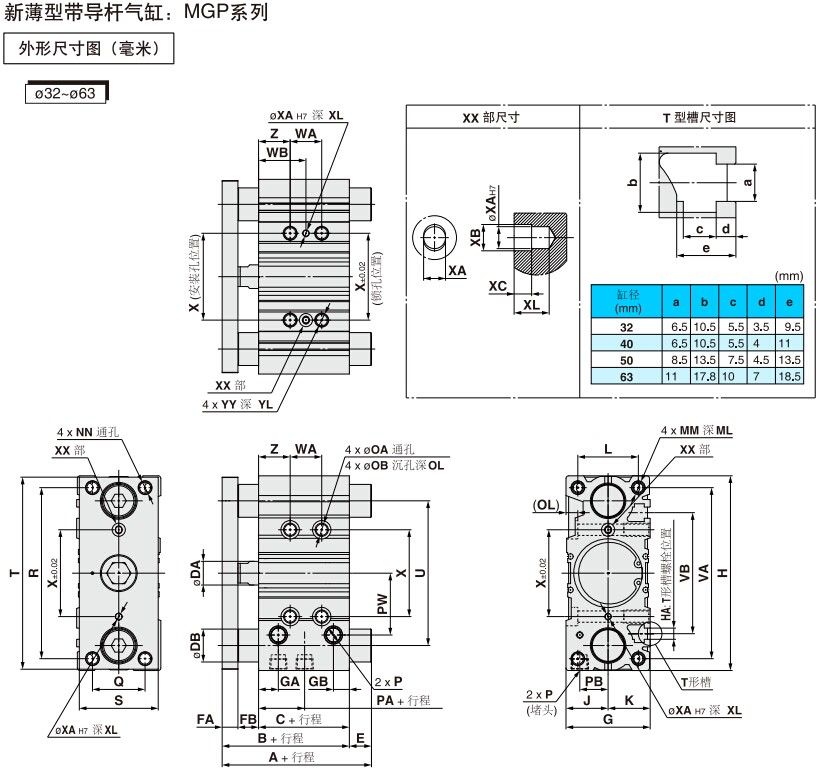 新薄型带导杆气缸：MGP系列
外形尺寸图（毫米）
ø32~ø63
øXA H7 深 XL
Z WA
WB
X (安装孔位置)
X±0.02
(锁孔位置)
XX 部
4 x YY 深 YL
XX 部尺寸
T 型槽尺寸图
XA
øXAH7
XB
XC
XL
a
b
c d
e
(mm)
缸径 (mm) a b c d e
32 6.5 10.5 5.5 3.5 9.5
40 6.5 10.5 5.5 4 11
50 8.5 13.5 7.5 4.5 13.5
63 11 17.8 10 7 18.5
4 x NN 通孔
XX 部
T
R
X±0.02
Q
S
øXA H7 深 XL
Z WA
4 x øOA 通孔
4 x øOB 沉孔深 OL
øDA
øDB
PW
X
U
GA GB
2 x P
PA + 行程
FA FB C + 行程
B + 行程 E
A + 行程
4 x MM 深 ML
L
XX 部
(OL)
X±0.02
HA: T形槽螺栓位置
VB
VA
H
T形槽
2 x P
(堵头)
PB
J K
G
øXA H7 深 XL